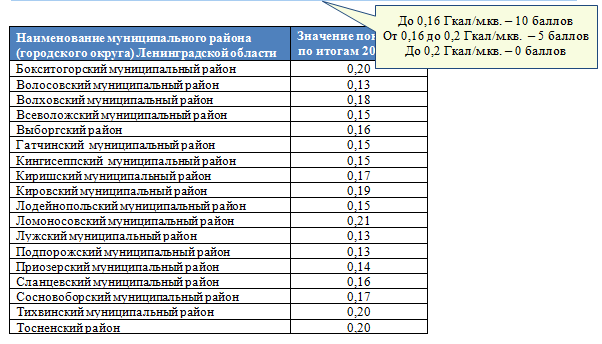 До 0,16 Гкал/м.кв. – 10 баллов
От 0,16 до 0,2 Гкал/м.кв. – 5 баллов
До 0,2 Гкал/м.кв. – 0 баллов
Наименование муниципального района Значение
(городского округа) Ленинградской области по итогам
Бокситогорский муниципальный район 0,20
Волосовский муниципальный район 0,13
Волховский муниципальный район 0,18
Всеволожский муниципальный район 0,15
Выборгский район 0,16
Гатчинский муниципальный район 0,15
Кингисеппский муниципальный район 0,15
Киришский муниципальный район 0,17
Кировский муниципальный район 0,19
Лодейнопольский муниципальный район 0,15
Ломоносовский муниципальный район 0,21
Лужский муниципальный район 0,13
Подпорожский муниципальный район 0,13
Приозерский муниципальный район 0,14
Сланцевский муниципальный район 0,16
Сосновоборский муниципальный район 0,17
Тихвинский муниципальный район 0,20
Тосненский район 0,20